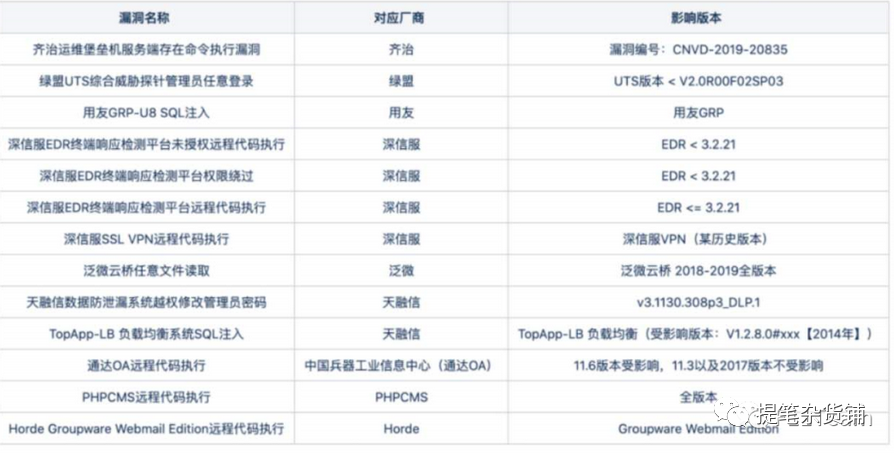 漏洞名称 对应厂商 影响版本
齐治运维堡垒机服务端存在命令执行漏洞 齐治 漏洞编号：CNVD-2019-20835
绿盟UTS综合威胁探针管理员任意登录 绿盟 UTS版本 < V2.0R00F02SP03
用友GRP-U8 SQL注入 用友 用友GRP
深信服EDR终端响应检测平台未授权远程代码执行 深信服 EDR < 3.2.21
深信服EDR终端响应检测平台权限绕过 深信服 EDR < 3.2.21
深信服EDR终端响应检测平台远程代码执行 深信服 EDR <= 3.2.21
深信服SSL VPN远程代码执行 深信服 深信服VPN（某历史版本）
泛微云桥任意文件读取 泛微 泛微云桥 2018-2019全版本
天融信数据防泄漏系统越权修改管理员密码 天融信 v3.1130.308p3_DLP.1
TopApp-LB 负载均衡系统SQL注入 天融信 TopApp-LB 负载均衡（受影响版本：V1.2.8.0#xxx【2014年】）
通达OA远程代码执行 中国兵器工业信息中心（通达OA） 11.6版本受影响，11.3以及2017版本不受影响
PHPCMS远程代码执行 PHPCMS 全版本
Horde Groupware Webmail Edition远程代码执行 Horde Groupware Webmail Edition
提笔杂货铺